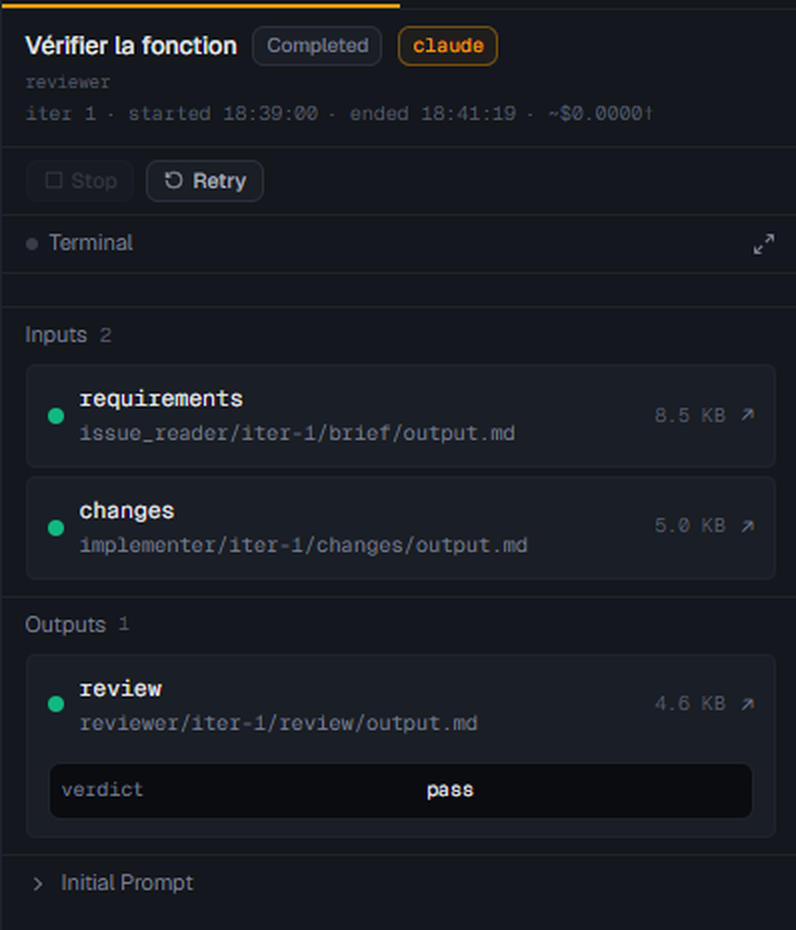 Vérifier la fonction Completed claude
reviewer
iter 1 · started 18:39:00 · ended 18:41:19 · ~$0.0000†
Stop Retry
Terminal
Inputs 2
requirements
issue_reader/iter-1/brief/output.md
8.5 KB ↗
changes
implementer/iter-1/changes/output.md
5.0 KB ↗
Outputs 1
review
reviewer/iter-1/review/output.md
4.6 KB ↗
verdict pass
Initial Prompt